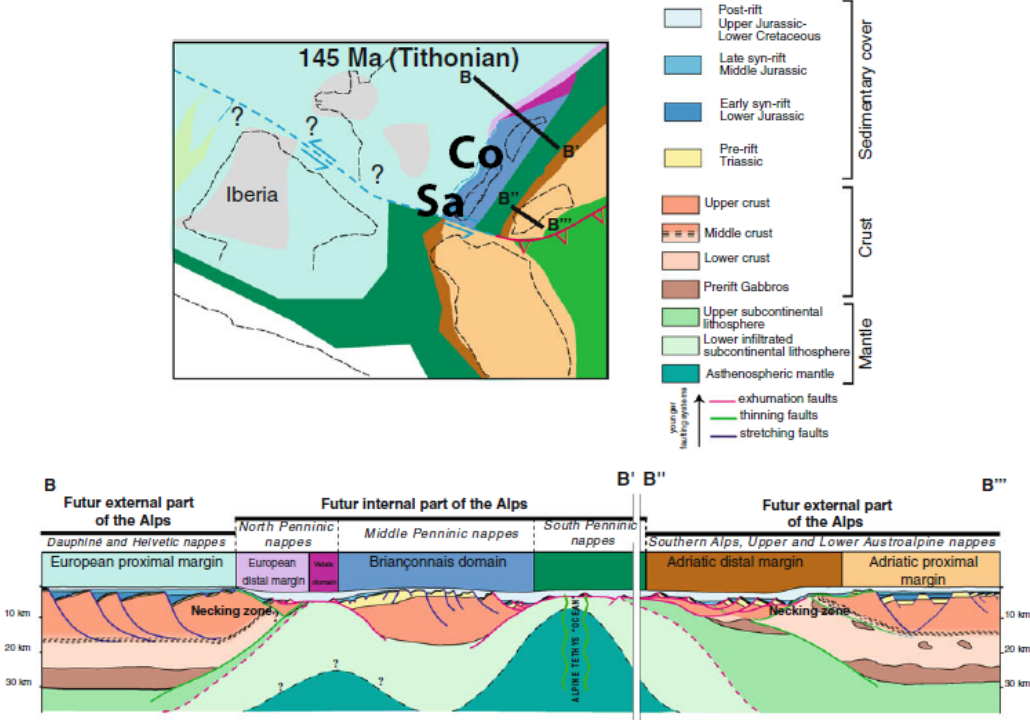 145 Ma (Tithonian)
B
B'
B''
B'''
Co
Sa
?
?
?
Iberia
Post-rift
Upper Jurassic-
Lower Cretaceous
Late syn-rift
Middle Jurassic
Early syn-rift
Lower Jurassic
Pre-rift
Triassic
Sedimentary cover
Upper crust
Middle crust
Lower crust
Prerift Gabbros
Crust
Upper subcontinental
lithosphere
Lower infiltrated
subcontinental lithosphere
Asthenospheric mantle
Mantle
younger
faulting systems
exhumation faults
thinning faults
stretching faults
B
B'
B''
B'''
Futur external part
of the Alps
Futur internal part of the Alps
Futur external part
of the Alps
Dauphiné and Helvetic nappes
North Penninic
nappes
Middle Penninic nappes
South Penninic
nappes
Southern Alps, Upper and Lower Austroalpine nappes
European proximal margin
European
distal margin
Valais
domain
Briançonnais domain
Adriatic distal margin
Adriatic proximal
margin
Necking zone
Necking zone
10 km
20 km
30 km
10 km
20 km
30 km
?
?
?
?
ALPINE TETHYS "OCEAN"